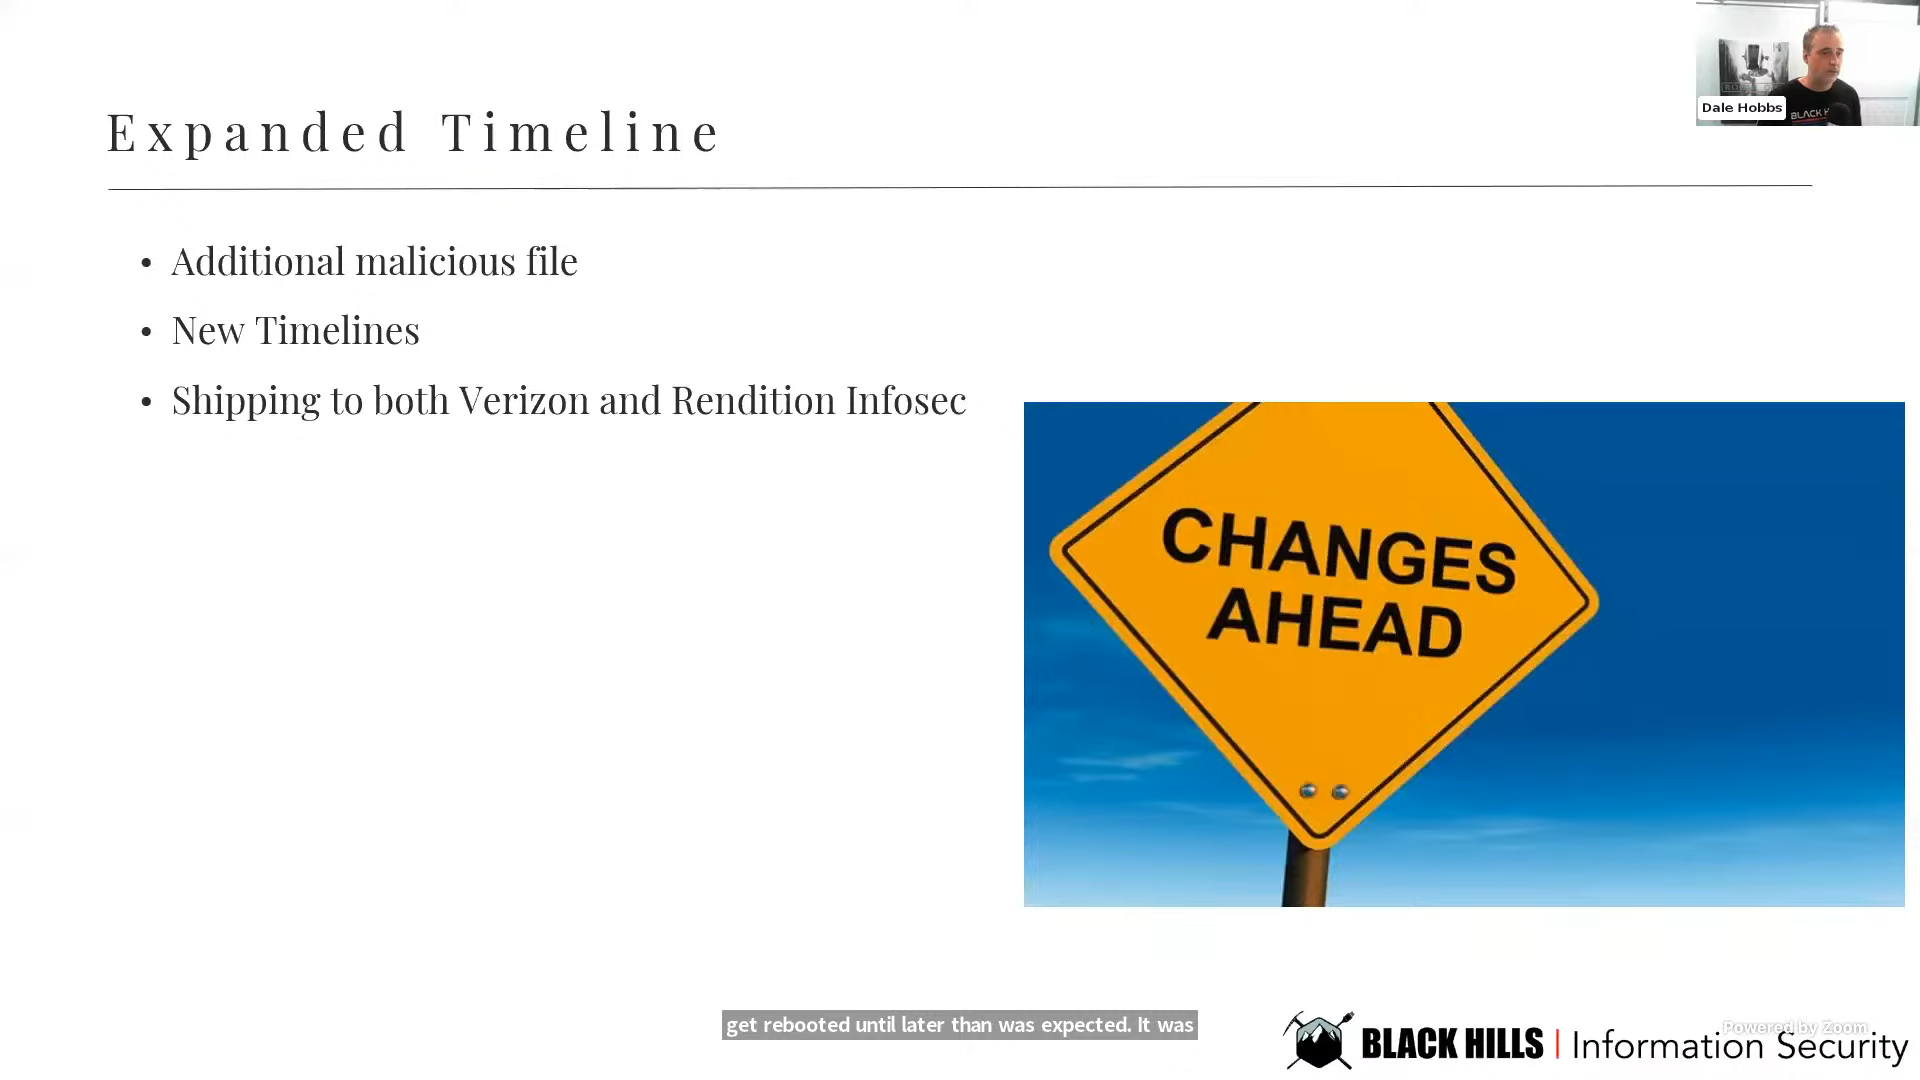 Expanded Timeline
Dale Hobbs
BLACK H
• Additional malicious file
• New Timelines
• Shipping to both Verizon and Rendition Infosec
CHANGES
AHEAD
get rebooted until later than was expected. It was
BLACK HILLS | Information Security
Powered by Zoom